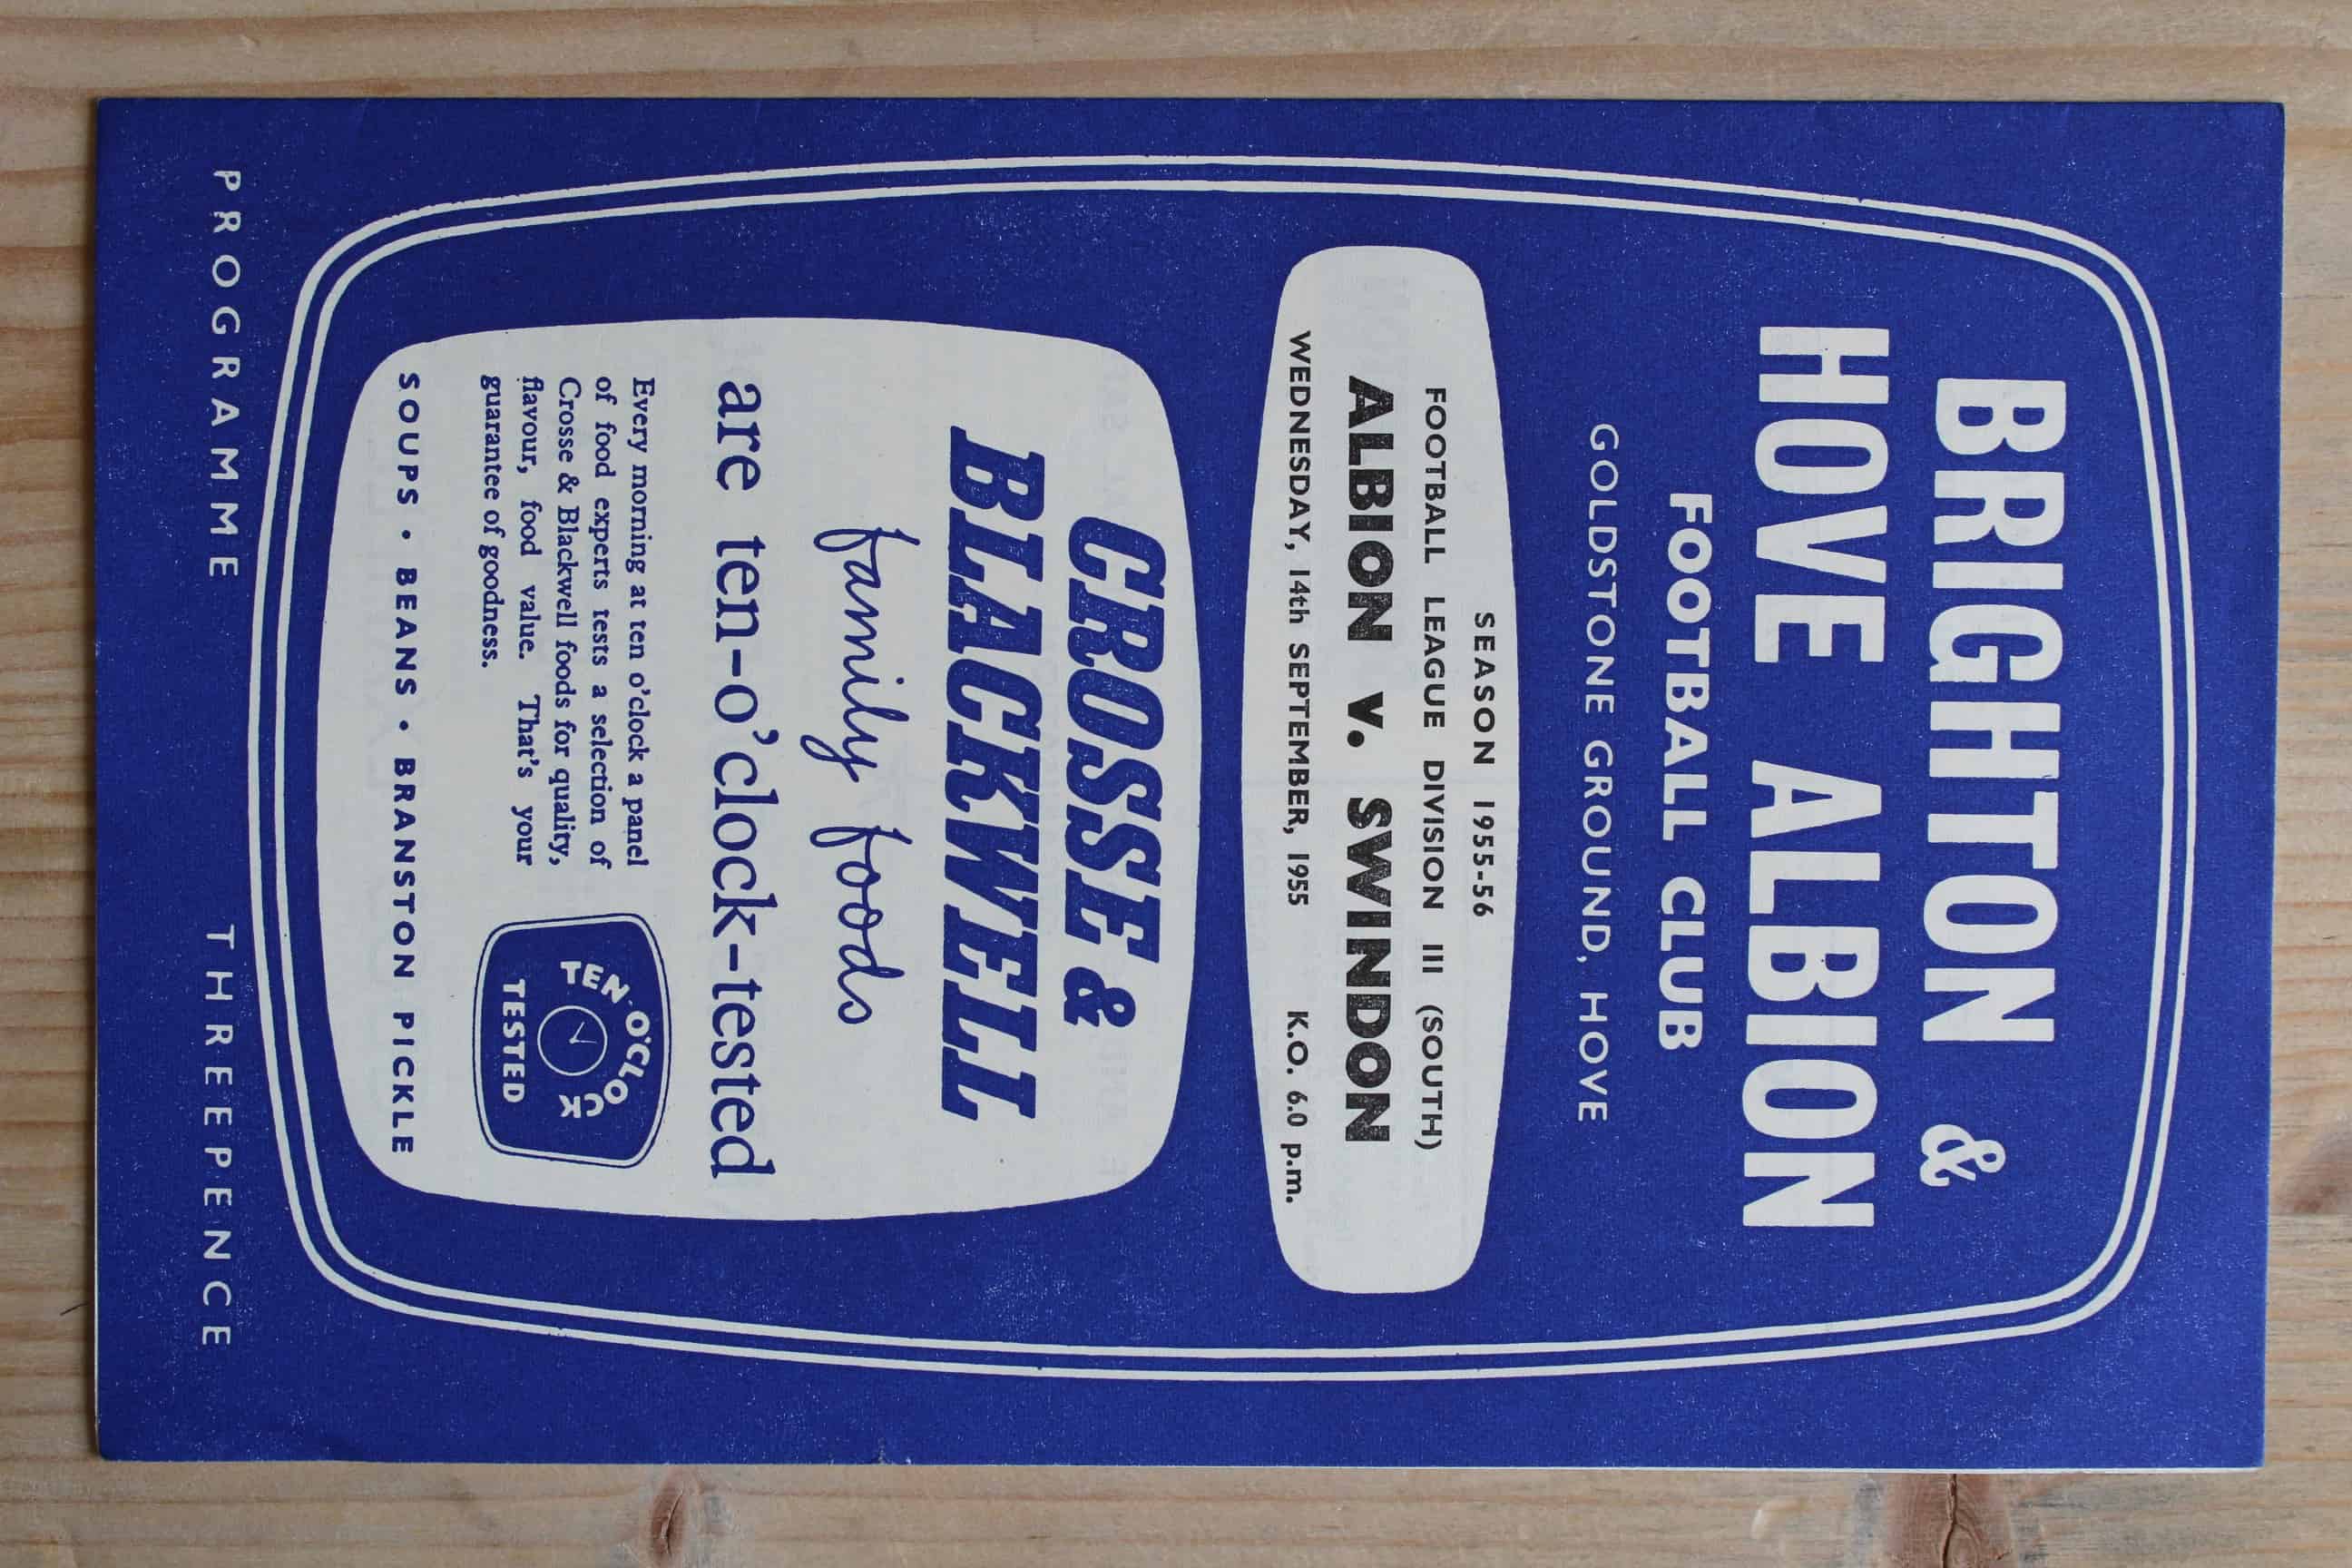 BRIGHTON &
HOVE ALBION
FOOTBALL CLUB
GOLDSTONE GROUND, HOVE
SEASON 1955-56
FOOTBALL LEAGUE DIVISION III (SOUTH)
ALBION v. SWINDON
WEDNESDAY, 14th SEPTEMBER, 1955 K.O. 6.0 p.m.
CROSSE &
BLACKWELL
family foods
are ten-o'clock-tested
Every morning at ten o'clock a panel
of food experts tests a selection of
Crosse & Blackwell foods for quality,
flavour, food value. That's your
guarantee of goodness.
TEN·O'CLOCK
TESTED
SOUPS · BEANS · BRANSTON PICKLE
PROGRAMME THREEPENCE